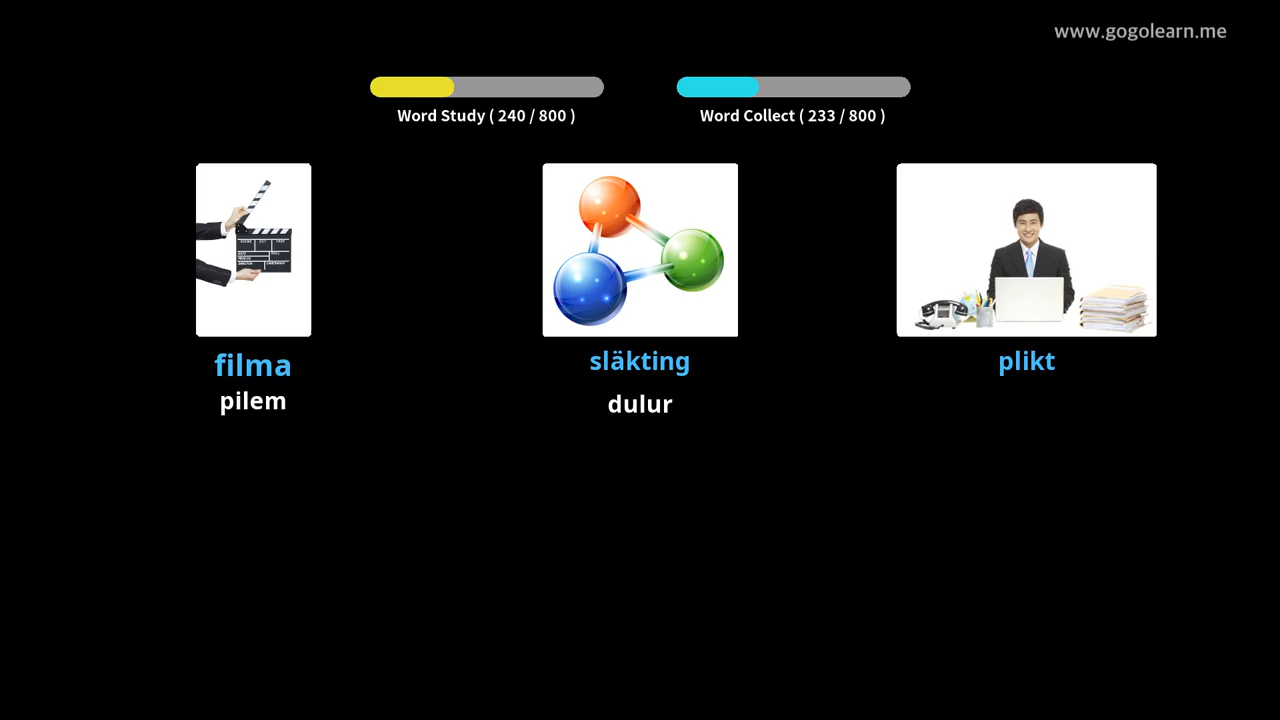 www.gogolearn.me
Word Study ( 240 / 800 )
Word Collect ( 233 / 800 )
filma
pilem
släkting
dulur
plikt